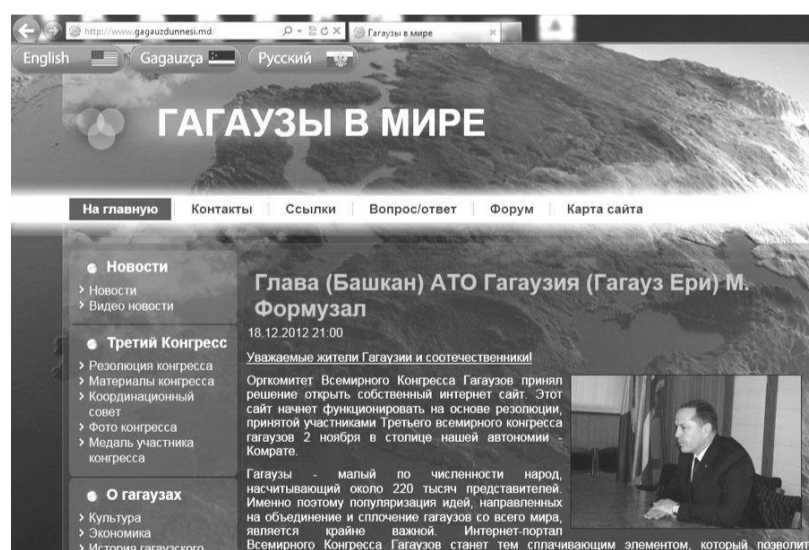 http://www.gagauzdunnesi.md
Гагаузы в мире
English Gagauzça Русский
ГАГАУЗЫ В МИРЕ
На главную Контакты Ссылки Вопрос/ответ Форум Карта сайта
Новости
Новости
Видео новости
Третий Конгресс
Резолюция конгресса
Материалы конгресса
Координационный
совет
Фото конгресса
Медаль участника
конгресса
О гагаузах
Культура
Экономика
История гагаузского
Глава (Башкан) АТО Гагаузия (Гагауз Ери) М.
Формузал
18.12.2012 21:00
Уважаемые жители Гагаузии и соотечественники!
Оргкомитет Всемирного Конгресса Гагаузов принял
решение открыть собственный интернет сайт. Этот
сайт начнет функционировать на основе резолюции,
принятой участниками Третьего всемирного конгресса
гагаузов 2 ноября в столице нашей автономии -
Комрате.
Гагаузы - малый по численности народ,
насчитывающий около 220 тысяч представителей.
Именно поэтому популяризация идей, направленных
на объединение и сплочение гагаузов со всего мира,
является крайне важной. Интернет-портал
Всемирного Конгресса Гагаузов станет тем сплачивающим элементом, который позволит